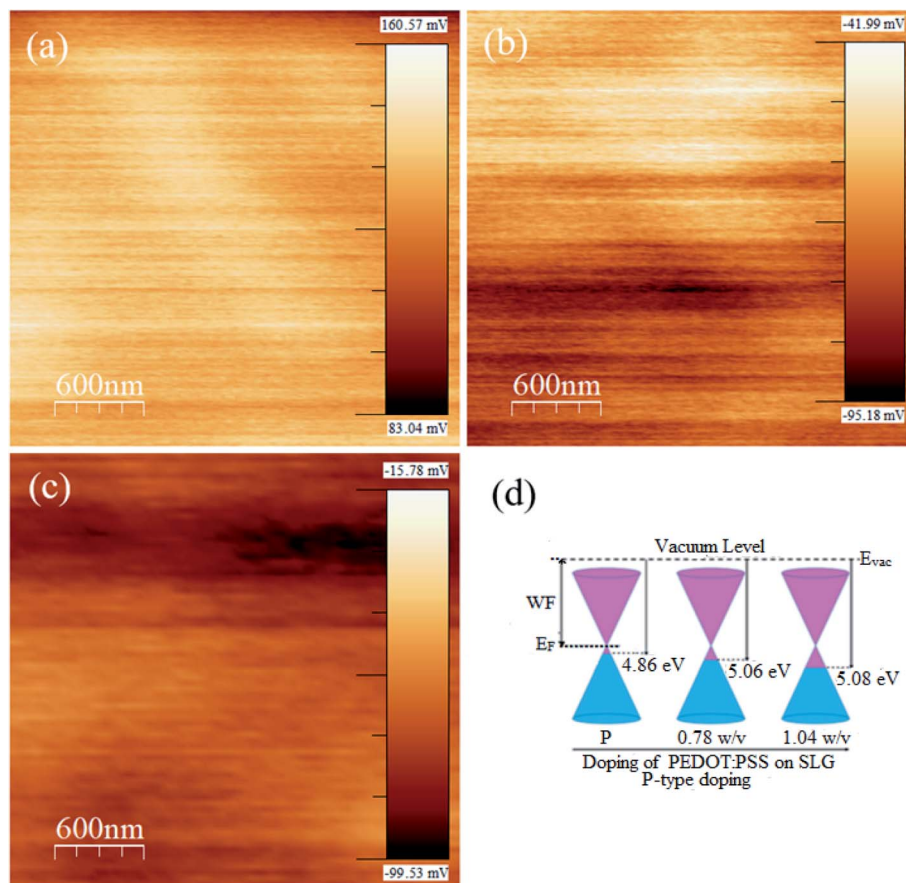 (a)
160.57 mV
600nm
83.04 mV
(b)
-41.99 mV
600nm
-95.18 mV
(c)
-15.78 mV
600nm
-99.53 mV
(d)
Vacuum Level
Evac
WF
EF
4.86 eV
5.06 eV
5.08 eV
P 0.78 w/v 1.04 w/v
Doping of PEDOT:PSS on SLG
P-type doping